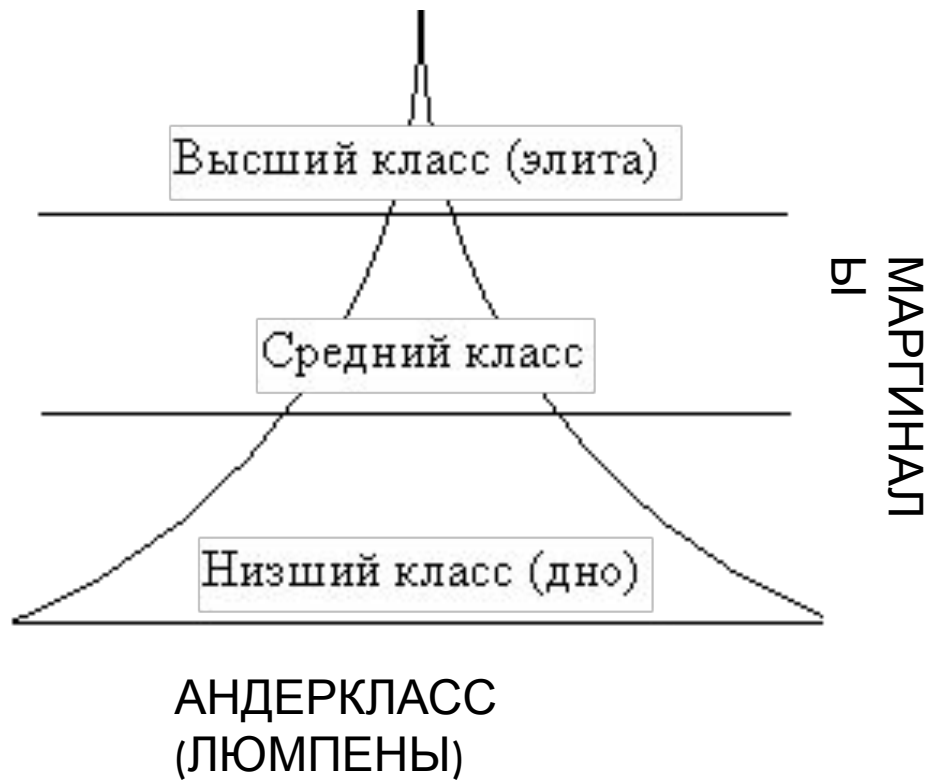 Высший класс (элита)
Средний класс
Низший класс (дно)
МАРГИНАЛ
Ы
АНДЕРКЛАСС
(ЛЮМПЕНЫ)